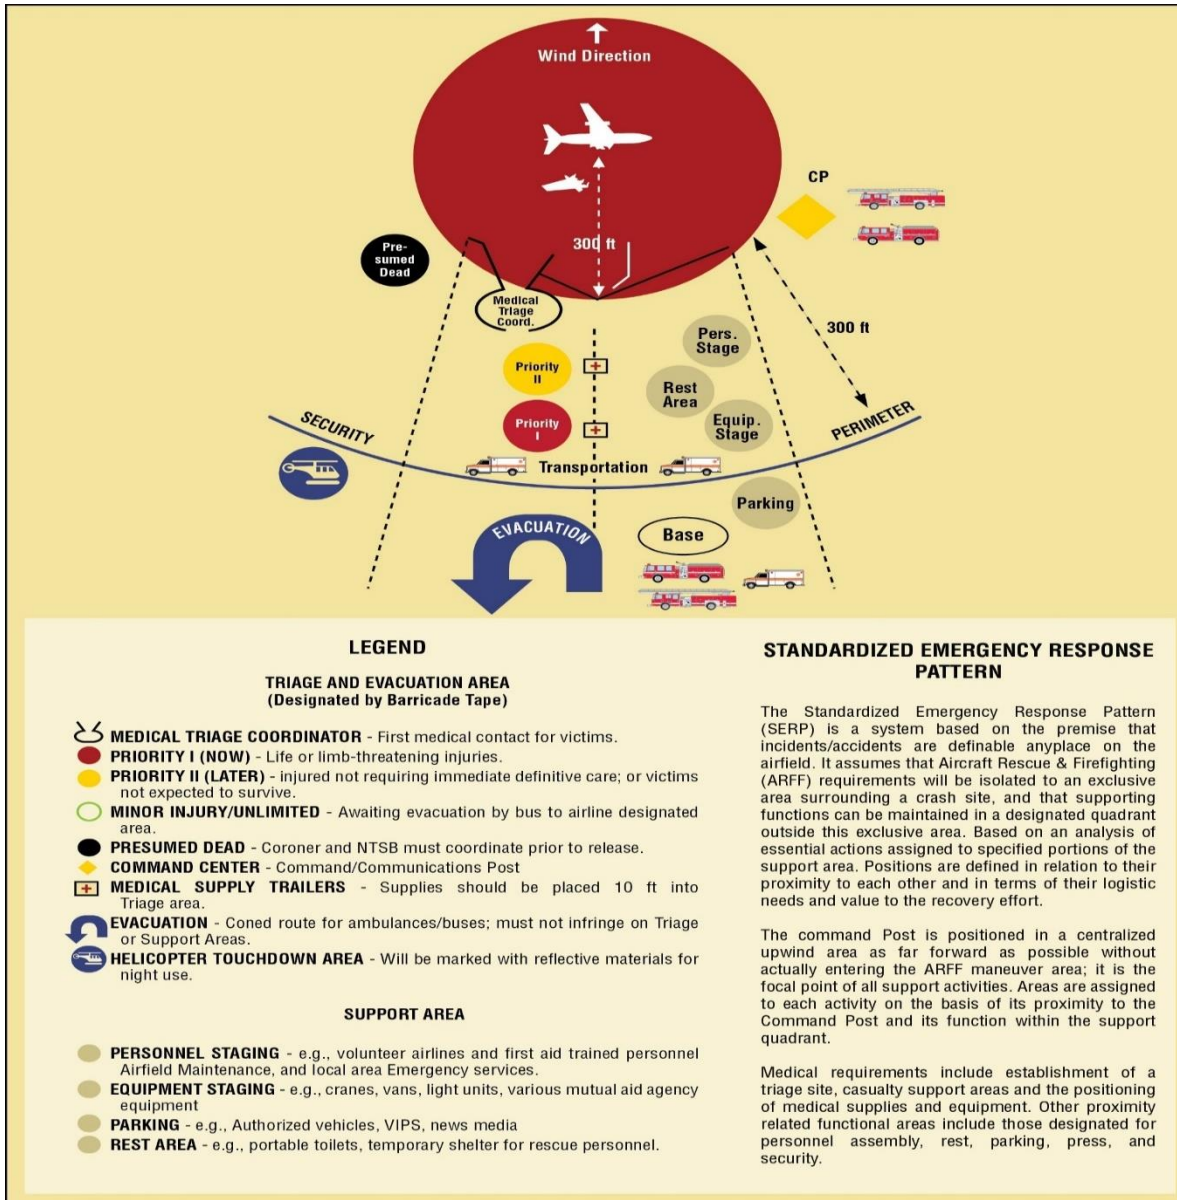 Wind Direction
CP
300 ft
Pre-
sumed
Dead
Medical
Triage
Coord.
300 ft
Pers.
Stage
Priority
II
Rest
Area
Priority
I
Equip.
Stage
SECURITY
PERIMETER
Transportation
Parking
EVACUATION
Base
LEGEND
TRIAGE AND EVACUATION AREA
(Designated by Barricade Tape)
MEDICAL TRIAGE COORDINATOR - First medical contact for victims.
PRIORITY I (NOW) - Life or limb-threatening injuries.
PRIORITY II (LATER) - injured not requiring immediate definitive care; or victims
not expected to survive.
MINOR INJURY/UNLIMITED - Awaiting evacuation by bus to airline designated
area.
PRESUMED DEAD - Coroner and NTSB must coordinate prior to release.
COMMAND CENTER - Command/Communications Post
MEDICAL SUPPLY TRAILERS - Supplies should be placed 10 ft into
Triage area.
EVACUATION - Coned route for ambulances/buses; must not infringe on Triage
or Support Areas.
HELICOPTER TOUCHDOWN AREA - Will be marked with reflective materials for
night use.
SUPPORT AREA
PERSONNEL STAGING - e.g., volunteer airlines and first aid trained personnel
Airfield Maintenance, and local area Emergency services.
EQUIPMENT STAGING - e.g., cranes, vans, light units, various mutual aid agency
equipment
PARKING - e.g., Authorized vehicles, VIPS, news media
REST AREA - e.g., portable toilets, temporary shelter for rescue personnel.
STANDARDIZED EMERGENCY RESPONSE
PATTERN
The Standardized Emergency Response Pattern
(SERP) is a system based on the premise that
incidents/accidents are definable anyplace on the
airfield. It assumes that Aircraft Rescue & Firefighting
(ARFF) requirements will be isolated to an exclusive
area surrounding a crash site, and that supporting
functions can be maintained in a designated quadrant
outside this exclusive area. Based on an analysis of
essential actions assigned to specified portions of the
support area. Positions are defined in relation to their
proximity to each other and in terms of their logistic
needs and value to the recovery effort.
The command Post is positioned in a centralized
upwind area as far forward as possible without
actually entering the ARFF maneuver area; it is the
focal point of all support activities. Areas are assigned
to each activity on the basis of its proximity to the
Command Post and its function within the support
quadrant.
Medical requirements include establishment of a
triage site, casualty support areas and the positioning
of medical supplies and equipment. Other proximity
related functional areas include those designated for
personnel assembly, rest, parking, press, and
security.